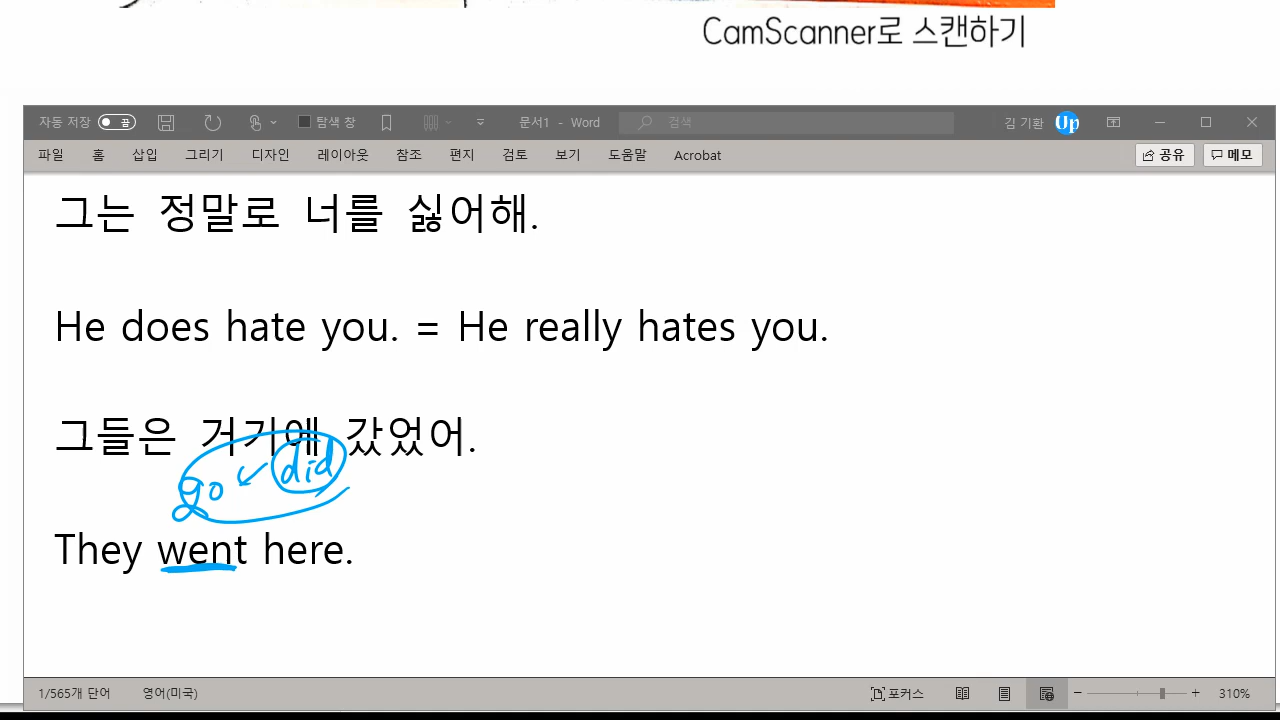 CamScanner로 스캔하기
자동 저장 끔 탐색 창 문서1 - Word 검색 김 기환 Up
파일 홈 삽입 그리기 디자인 레이아웃 참조 편지 검토 보기 도움말 Acrobat 공유 메모
그는 정말로 너를 싫어해.
He does hate you. = He really hates you.
그들은 거기에 갔었어.
go did
They went here.
1/565개 단어 영어(미국) 포커스 310%